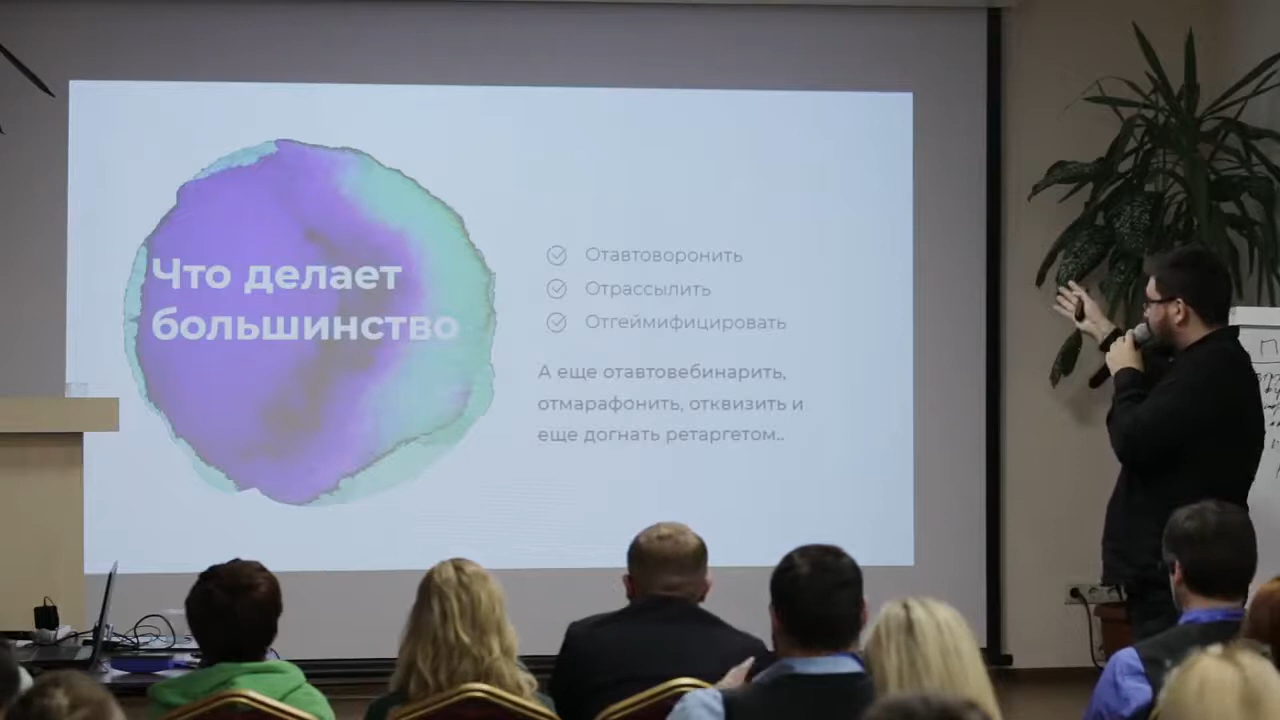 Что делает
большинство
Отавтоворонить
Отрассылить
Отгеймифицировать
А еще отавтовебинарить,
отмарафонить, отквизить и
еще догнать ретаргетом..